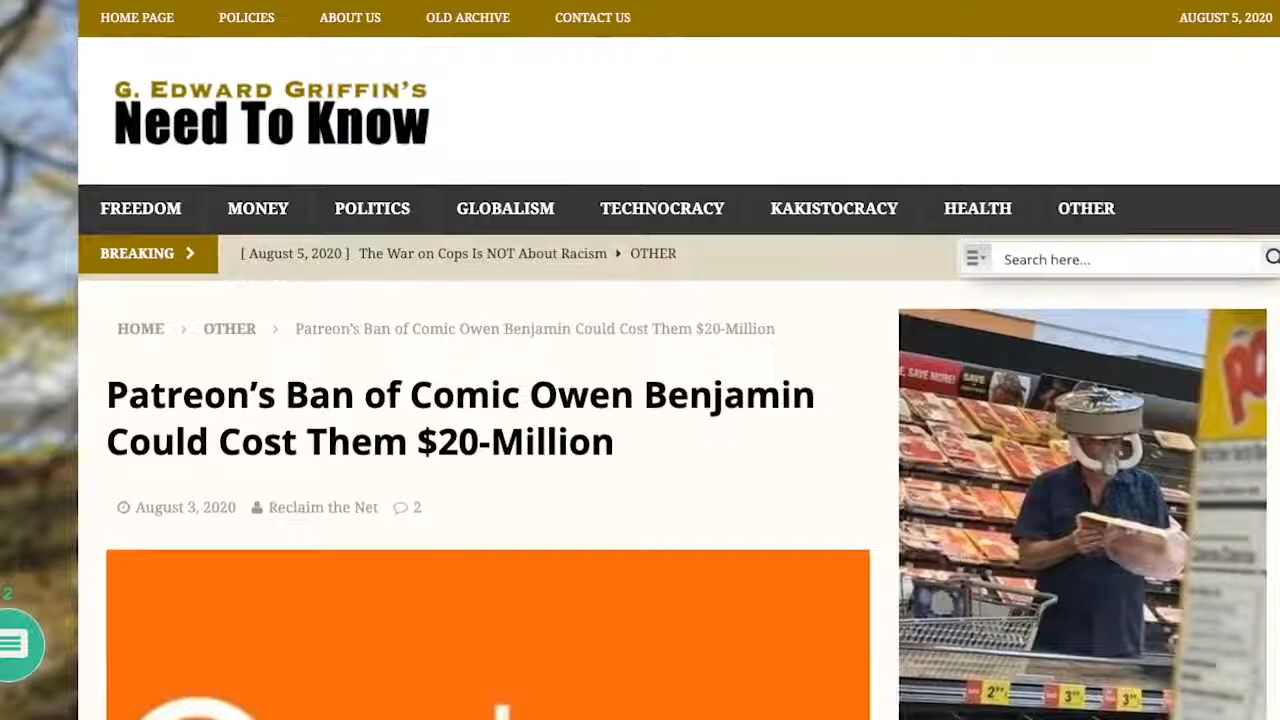 HOME PAGE POLICIES ABOUT US OLD ARCHIVE CONTACT US AUGUST 5, 2020
G. EDWARD GRIFFIN'S
Need To Know
FREEDOM MONEY POLITICS GLOBALISM TECHNOCRACY KAKISTOCRACY HEALTH OTHER
BREAKING [ August 5, 2020 ] The War on Cops Is NOT About Racism OTHER
Search here...
HOME > OTHER > Patreon's Ban of Comic Owen Benjamin Could Cost Them $20-Million
Patreon's Ban of Comic Owen Benjamin
Could Cost Them $20-Million
August 3, 2020 Reclaim the Net 2
E, SAVE MORE!
SAVE
2
2 3 3